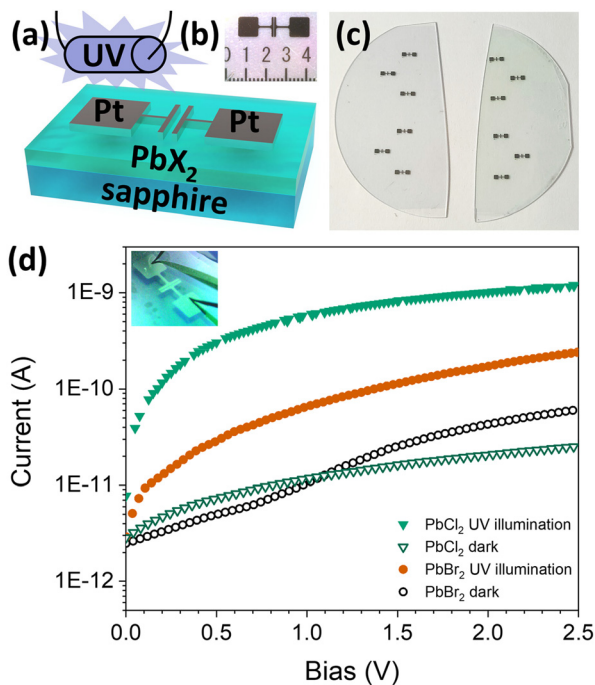 (a)
UV
(b)
0 1 2 3 4
(c)
Pt Pt
PbX₂
sapphire
(d)
1E-9
1E-10
1E-11
1E-12
Current (A)
PbCl₂ UV illumination
PbCl₂ dark
PbBr₂ UV illumination
PbBr₂ dark
0.0 0.5 1.0 1.5 2.0 2.5
Bias (V)